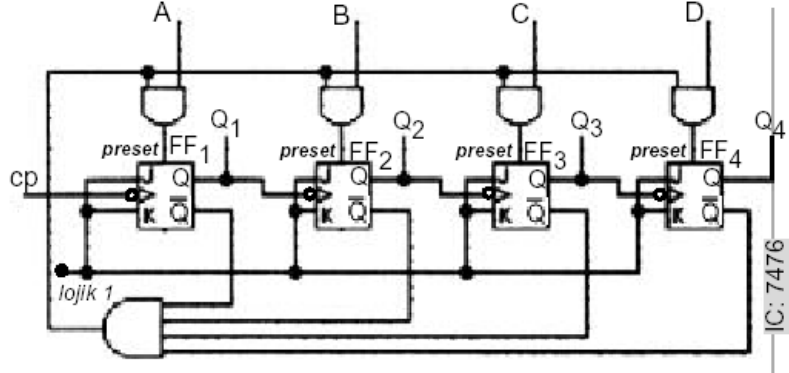 A B C D
preset FF1 Q1 preset FF2 Q2 preset FF3 Q3 preset FF4 Q4
cp J Q J Q J Q J Q
K Q̅ K Q̅ K Q̅ K Q̅
lojik 1
IC: 7476